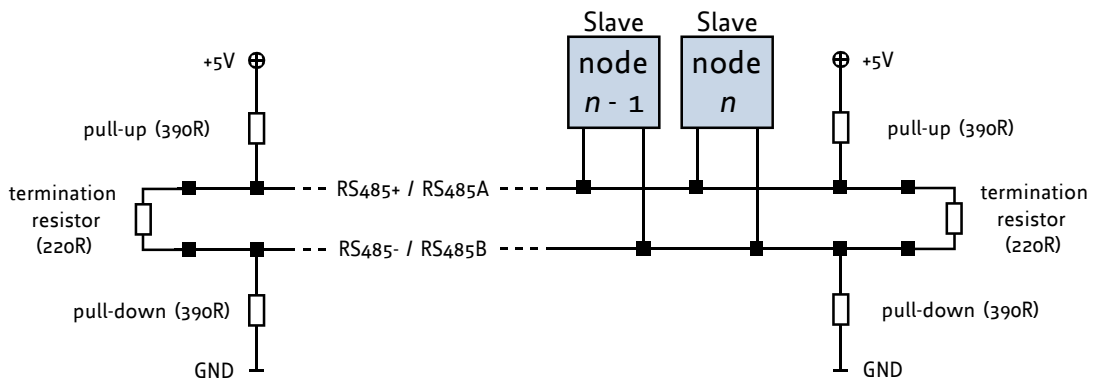 Slave
Slave
+5V
node
n - 1
node
n
+5V
pull-up (390R)
pull-up (390R)
termination
resistor
(220R)
RS485+ / RS485A
termination
resistor
(220R)
RS485- / RS485B
pull-down (390R)
pull-down (390R)
GND
GND